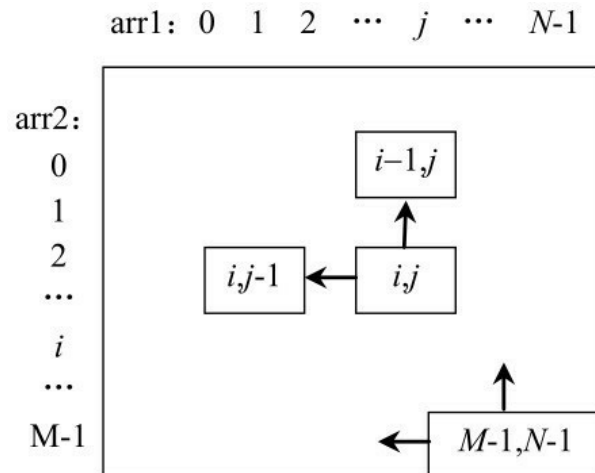 arr1： 0 1 2 ··· j ··· N-1
arr2：
0
i−1,j
1
2
i,j-1
i,j
···
i
···
M-1
M-1,N-1